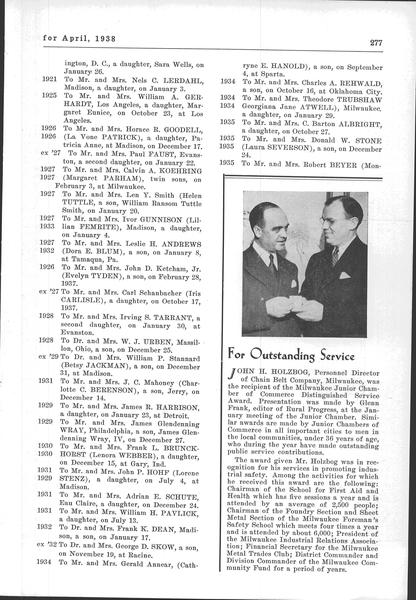 for April, 1938
277
ington, D. C., a daughter, Sara Wells, on
January 26.
1921 To Mr. and Mrs. Nels C. LERDAHL,
Madison, a daughter, on January 3.
1925 To Mr. and Mrs. William A. GER-
HARDT, Los Angeles, a daughter, Mar-
garet Eunice, on October 23, at Los
Angeles.
1926 To Mr. and Mrs. Horace R. GOODELL,
1926 (La Vone PATRICK), a daughter, Pa-
tricia Anne, at Madison, on December 17.
ex '27 To Mr. and Mrs. Paul FAUST, Evans-
ton, a second daughter, on January 22.
1927 To Mr. and Mrs. Calvin A. KOEHRING
1927 (Margaret PARHAM), twin sons, on
February 3, at Milwaukee.
1927 To Mr. and Mrs. Len Y. Smith (Helen
TUTTLE, a son, William Ransom Tuttle
Smith, on January 20.
1927 To Mr. and Mrs. Ivor GUNNISON (Lil-
1933 lian FEMRITE), Madison, a daughter,
on January 4.
1927 To Mr. and Mrs. Leslie H. ANDREWS
1932 (Dora E. BLUM), a son, on January 8,
at Tamaqua, Pa.
1926 To Mr. and Mrs. John D. Ketcham, Jr.
(Evelyn TYDEN), a son, on February 28,
1937.
ex '27 To Mr. and Mrs. Carl Schanbacher (Iris
CARLISLE), a daughter, on October 17,
1937.
1928 To Mr. and Mrs. Irving S. TARRANT, a
second daughter, on January 30, at
Evanston.
1928 To Dr. and Mrs. W. J. URBEN, Massil-
lon, Ohio, a son, on December 25.
ex '29 To Dr. and Mrs. William P. Stannard
(Betsy JACKMAN), a son, on December
31, at Madison.
1931 To Mr. and Mrs. J. C. Mahoney (Char-
lotte C. BERENSON), a son, Jerry, on
December 14.
1929 To Mr. and Mrs. James R. HARRISON,
a daughter, on January 23, at Detroit.
1929 To Mr. and Mrs. James Glendenning
WRAY, Philadelphia, a son, James Glen-
denning Wray, IV, on December 27.
1930 To Mr. and Mrs. Frank L. BRUNCK-
1930 HORST (Lenora WEBBER), a daughter,
on December 15, at Gary, Ind.
1931 To Mr. and Mrs. John P. HOHF (Lorene
1929 STENZ), a daughter, on July 4, at
Madison.
1931 To Mr. and Mrs. Adrian E. SCHUTE,
Eau Claire, a daughter, on December 24.
1931 To Mr. and Mrs. William H. PAVLICK,
a daughter, on July 13.
1932 To Dr. and Mrs. Frank K. DEAN, Madi-
son, a son, on January 17.
ex '32 To Dr. and Mrs. George D. SKOW, a son,
on November 19, at Racine.
1934 To Mr. and Mrs. Gerald Annear, (Cath-
ryne E. HANOLD), a son, on September
4, at Sparta.
1934 To Mr. and Mrs. Charles A. REHWALD,
a son, on October 16, at Oklahoma City.
1934 To Mr. and Mrs. Theodore TRUBSHAW
1934 (Georgiana Jane ATWELL), Milwaukee,
a daughter, on January 29.
1935 To Mr. and Mrs. C. Barton ALBRIGHT,
a daughter, on October 27.
1935 To Mr. and Mrs. Donald W. STONE
1935 (Laura SEVERSON), a son, on December
24.
1935 To Mr. and Mrs. Robert BEYER (Mon-
For Outstanding Service
JOHN H. HOLZBOG, Personnel Director
of Chain Belt Company, Milwaukee, was
the recipient of the Milwaukee Junior Cham-
ber of Commerce Distinguished Service
Award. Presentation was made by Glenn
Frank, editor of Rural Progress, at the Jan-
uary meeting of the Junior Chamber. Simi-
lar awards are made by Junior Chambers of
Commerce in all important cities to men in
the local communities, under 36 years of age,
who during the year have made outstanding
public service contributions.
The award given Mr. Holzbog was in rec-
ognition for his services in promoting indus-
trial safety. Among the activities for which
he received this award are the following:
Chairman of the School for First Aid and
Health which has five sessions a year and is
attended by an average of 2,500 people;
Chairman of the Foundry Section and Sheet
Metal Section of the Milwaukee Foreman's
Safety School which meets four times a year
and is attended by about 6,000; President of
the Milwaukee Industrial Relations Associa-
tion; Financial Secretary for the Milwaukee
Metal Trades Club; District Commander and
Division Commander of the Milwaukee Com-
munity Fund for a period of years.